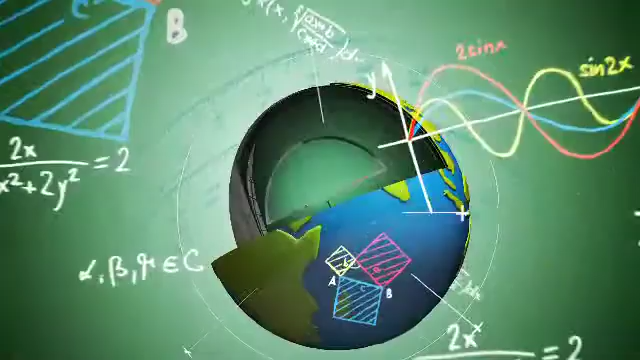 C
B
2sinx
sin2x
y
2x
x²+2y² =2
α, β, γ ∈ C
A
B
C
2x
=2